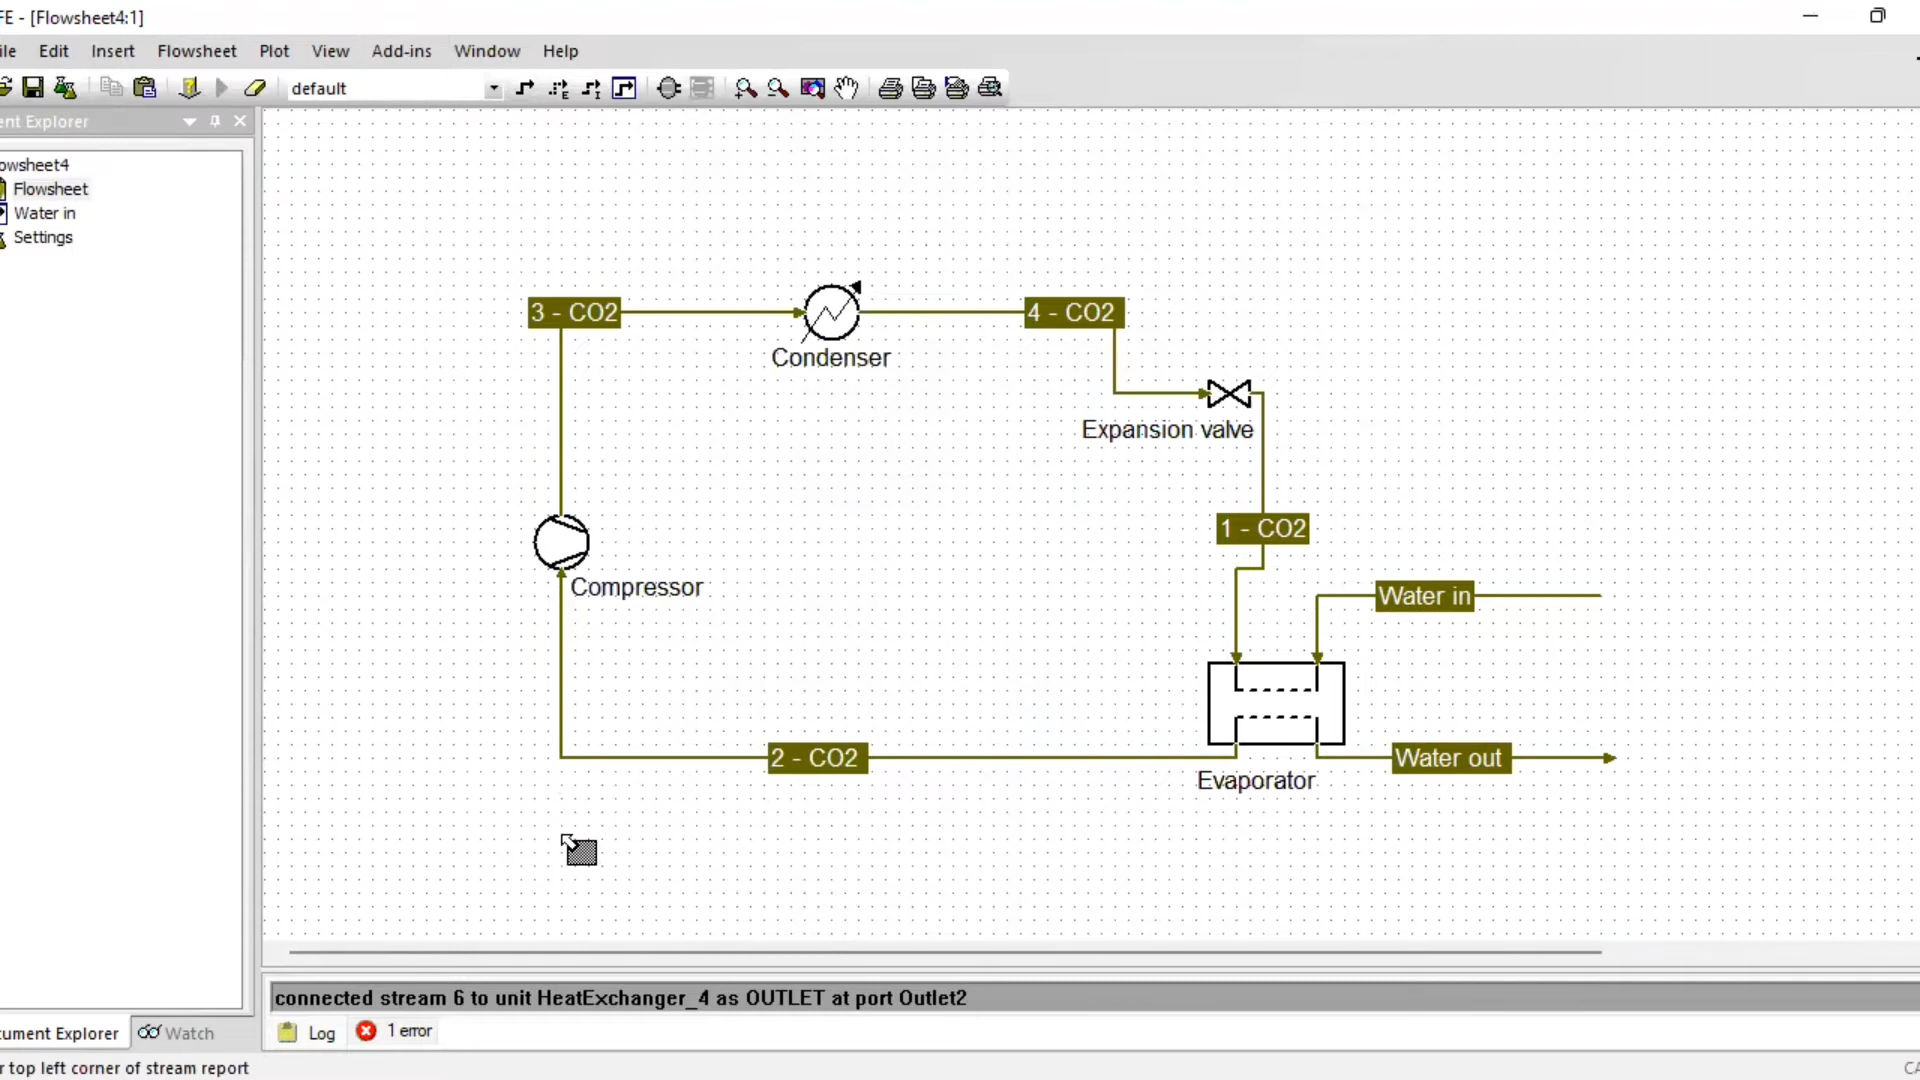 FE - [Flowsheet4:1]
ile Edit Insert Flowsheet Plot View Add-ins Window Help
default
ent Explorer
owsheet4
Flowsheet
Water in
Settings
3 - CO2
Condenser
4 - CO2
Expansion valve
1 - CO2
Compressor
Water in
2 - CO2
Water out
Evaporator
connected stream 6 to unit HeatExchanger_4 as OUTLET at port Outlet2
Log 1 error
cument Explorer Watch
r top left corner of stream report
CA